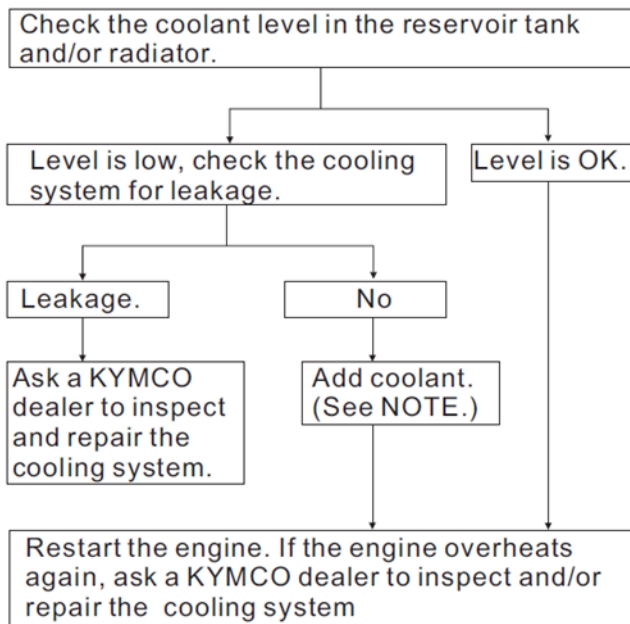 Check the coolant level in the reservoir tank
and/or radiator.
Level is low, check the cooling
system for leakage.
Level is OK.
Leakage.
No
Ask a KYMCO
dealer to inspect
and repair the
cooling system.
Add coolant.
(See NOTE.)
Restart the engine. If the engine overheats
again, ask a KYMCO dealer to inspect and/or
repair the cooling system